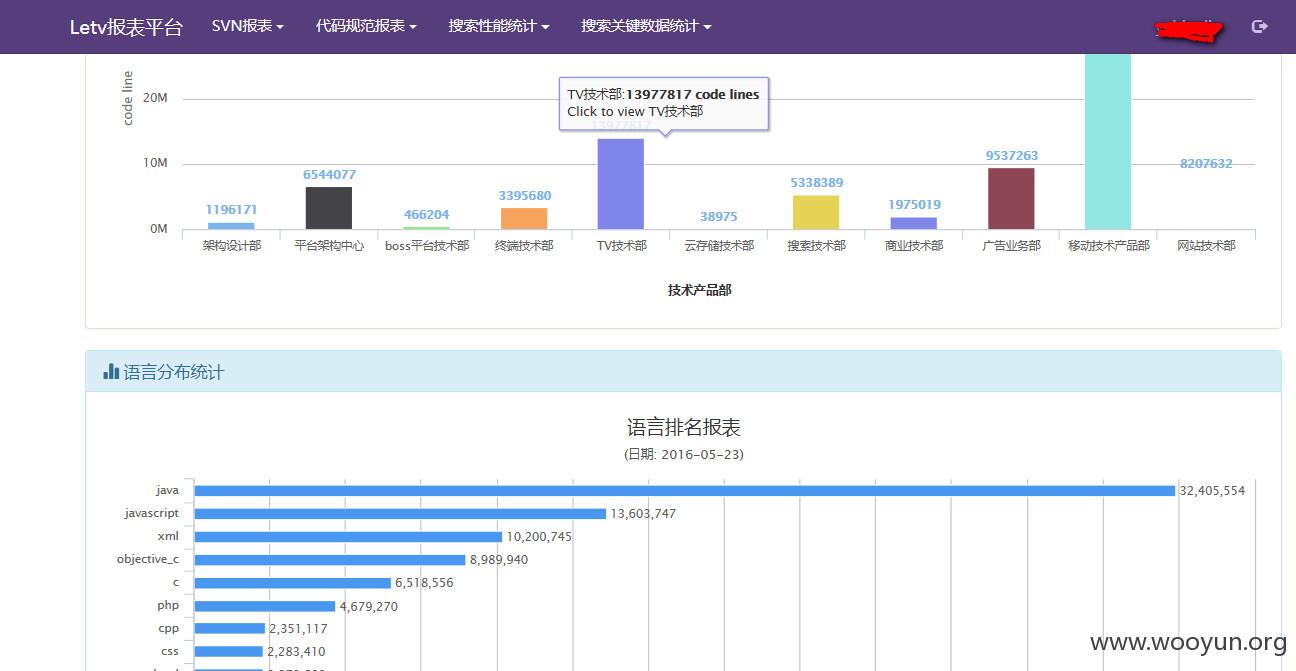 Letv报表平台 SVN报表 代码规范报表 搜索性能统计 搜索关键数据统计
code line
20M
TV技术部:13977817 code lines
Click to view TV技术部
13977817
10M
9537263
8207632
6544077
5338389
3395680
1975019
1196171
466204
38975
0M
架构设计部 平台架构中心 boss平台技术部 终端技术部 TV技术部 云存储技术部 搜索技术部 商业技术部 广告业务部 移动技术产品部 网站技术部
技术产品部
语言分布统计
语言排名报表
(日期: 2016-05-23)
java 32,405,554
javascript 13,603,747
xml 10,200,745
objective_c 8,989,940
c 6,518,556
php 4,679,270
cpp 2,351,117
css 2,283,410
www.wooyun.org